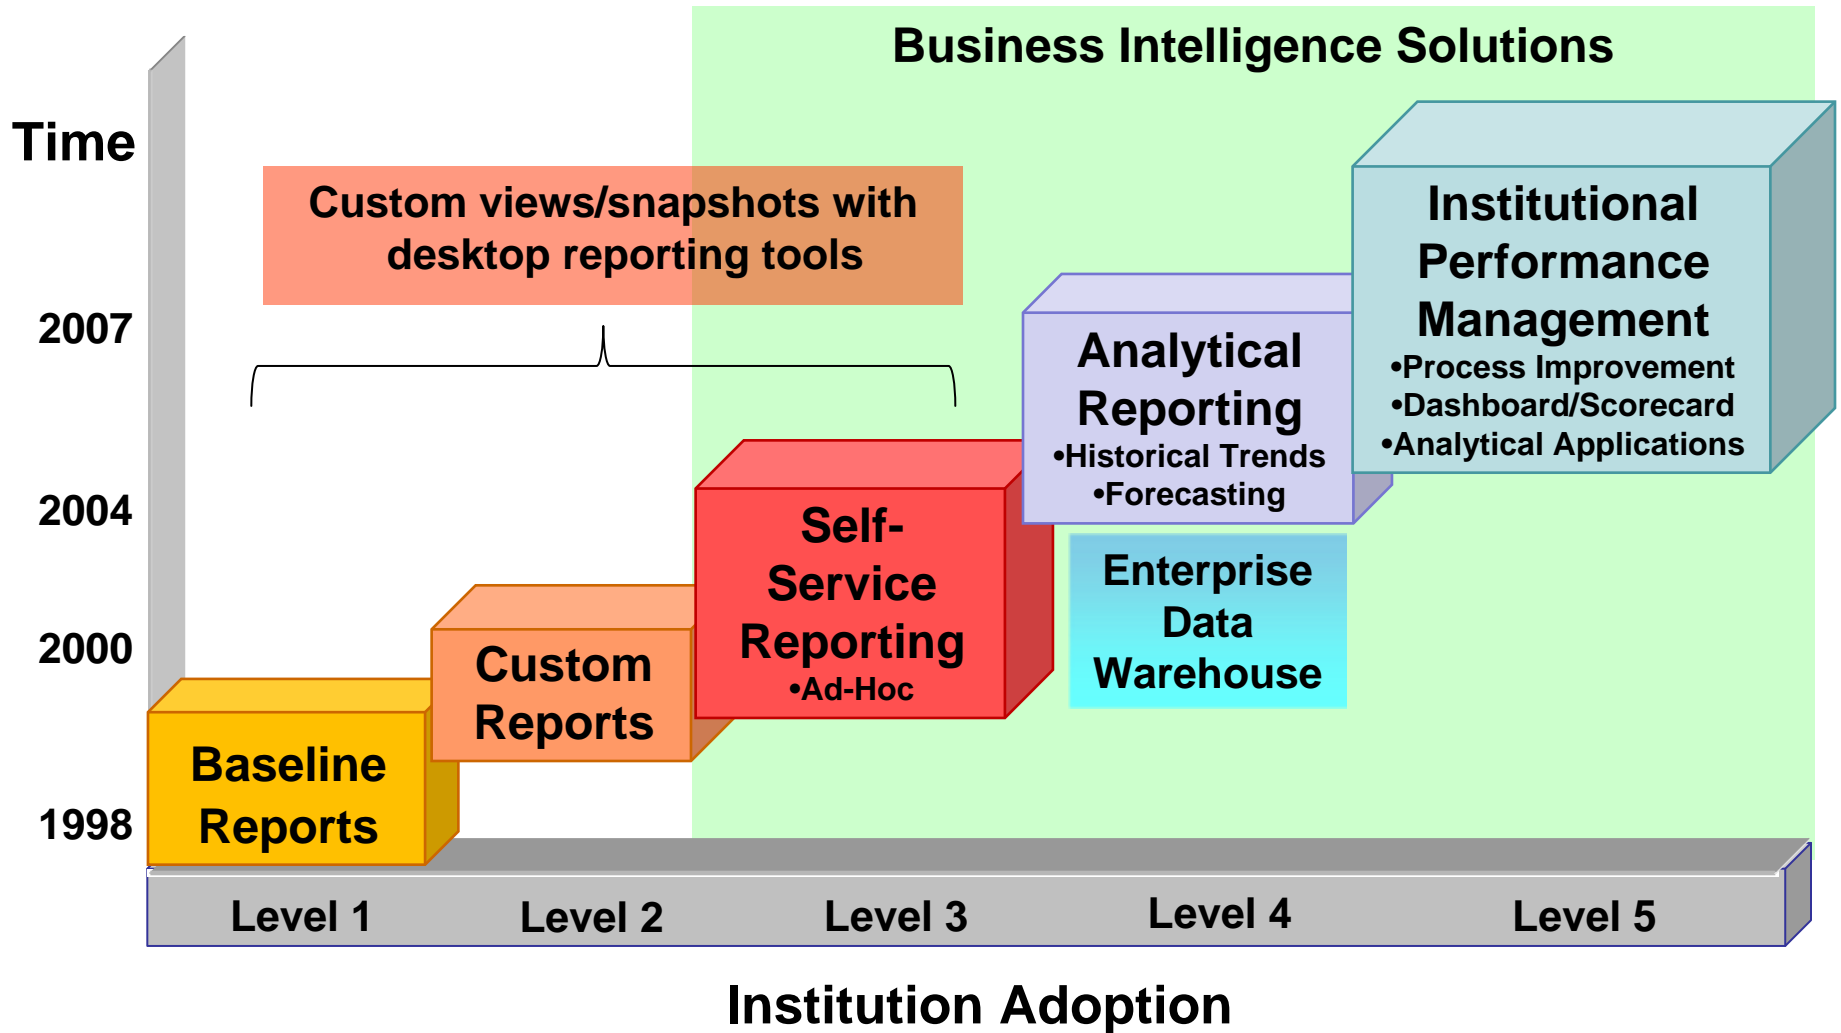 Business Intelligence Solutions
Time
Custom views/snapshots with
desktop reporting tools
2007
2004
2000
1998
Baseline
Reports
Custom
Reports
Self-
Service
Reporting
•Ad-Hoc
Analytical
Reporting
•Historical Trends
•Forecasting
Enterprise
Data
Warehouse
Institutional
Performance
Management
•Process Improvement
•Dashboard/Scorecard
•Analytical Applications
Level 1
Level 2
Level 3
Level 4
Level 5
Institution Adoption